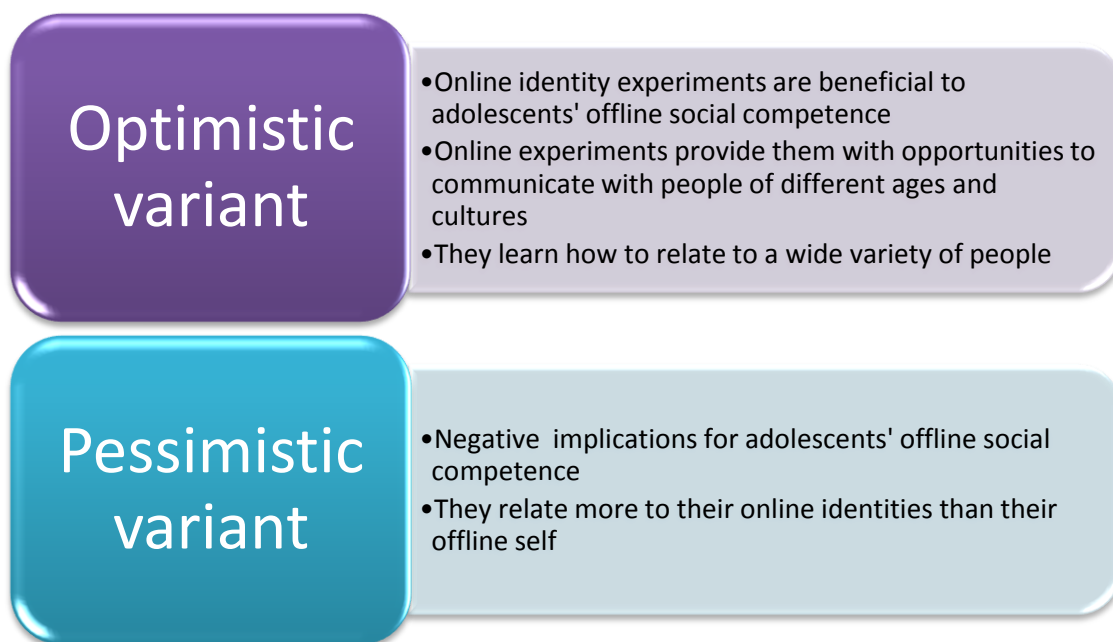 Optimistic
variant
•Online identity experiments are beneficial to
adolescents' offline social competence
•Online experiments provide them with opportunities to
communicate with people of different ages and
cultures
•They learn how to relate to a wide variety of people
Pessimistic
variant
•Negative  implications for adolescents' offline social
competence
•They relate more to their online identities than their
offline self